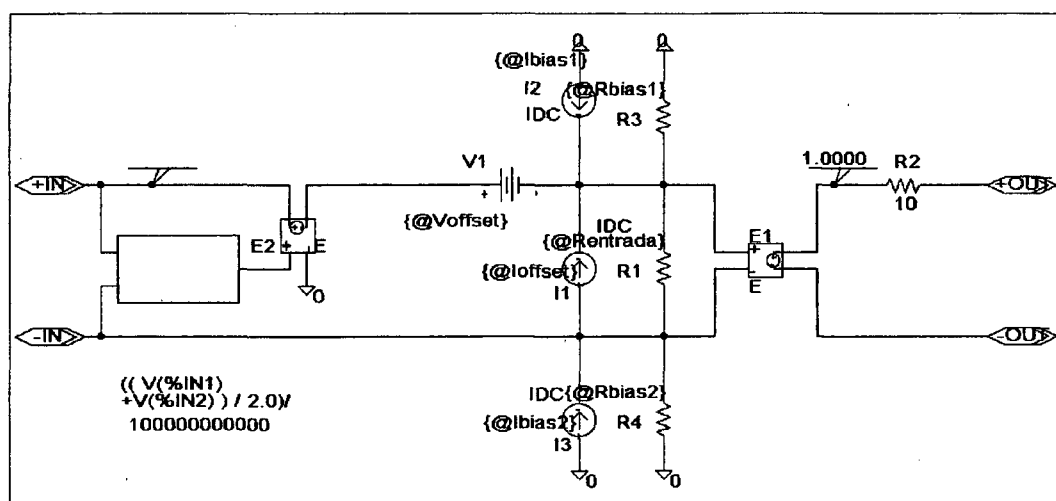 0
0
{@Ibias1}
I2
{@Rbias1}
IDC
R3
V1
1.0000
R2
+IN
+OUT
+
10
{@Voffset}
IDC
{@Rentrada}
E2
+
E
E1
+
{@Ioffset}
R1
-
E
0
I1
-IN
-OUT
(( V(%IN1)
+V(%IN2) ) / 2.0)/
100000000000
IDC
{@Rbias2}
{@Ibias2}
R4
I3
0
0